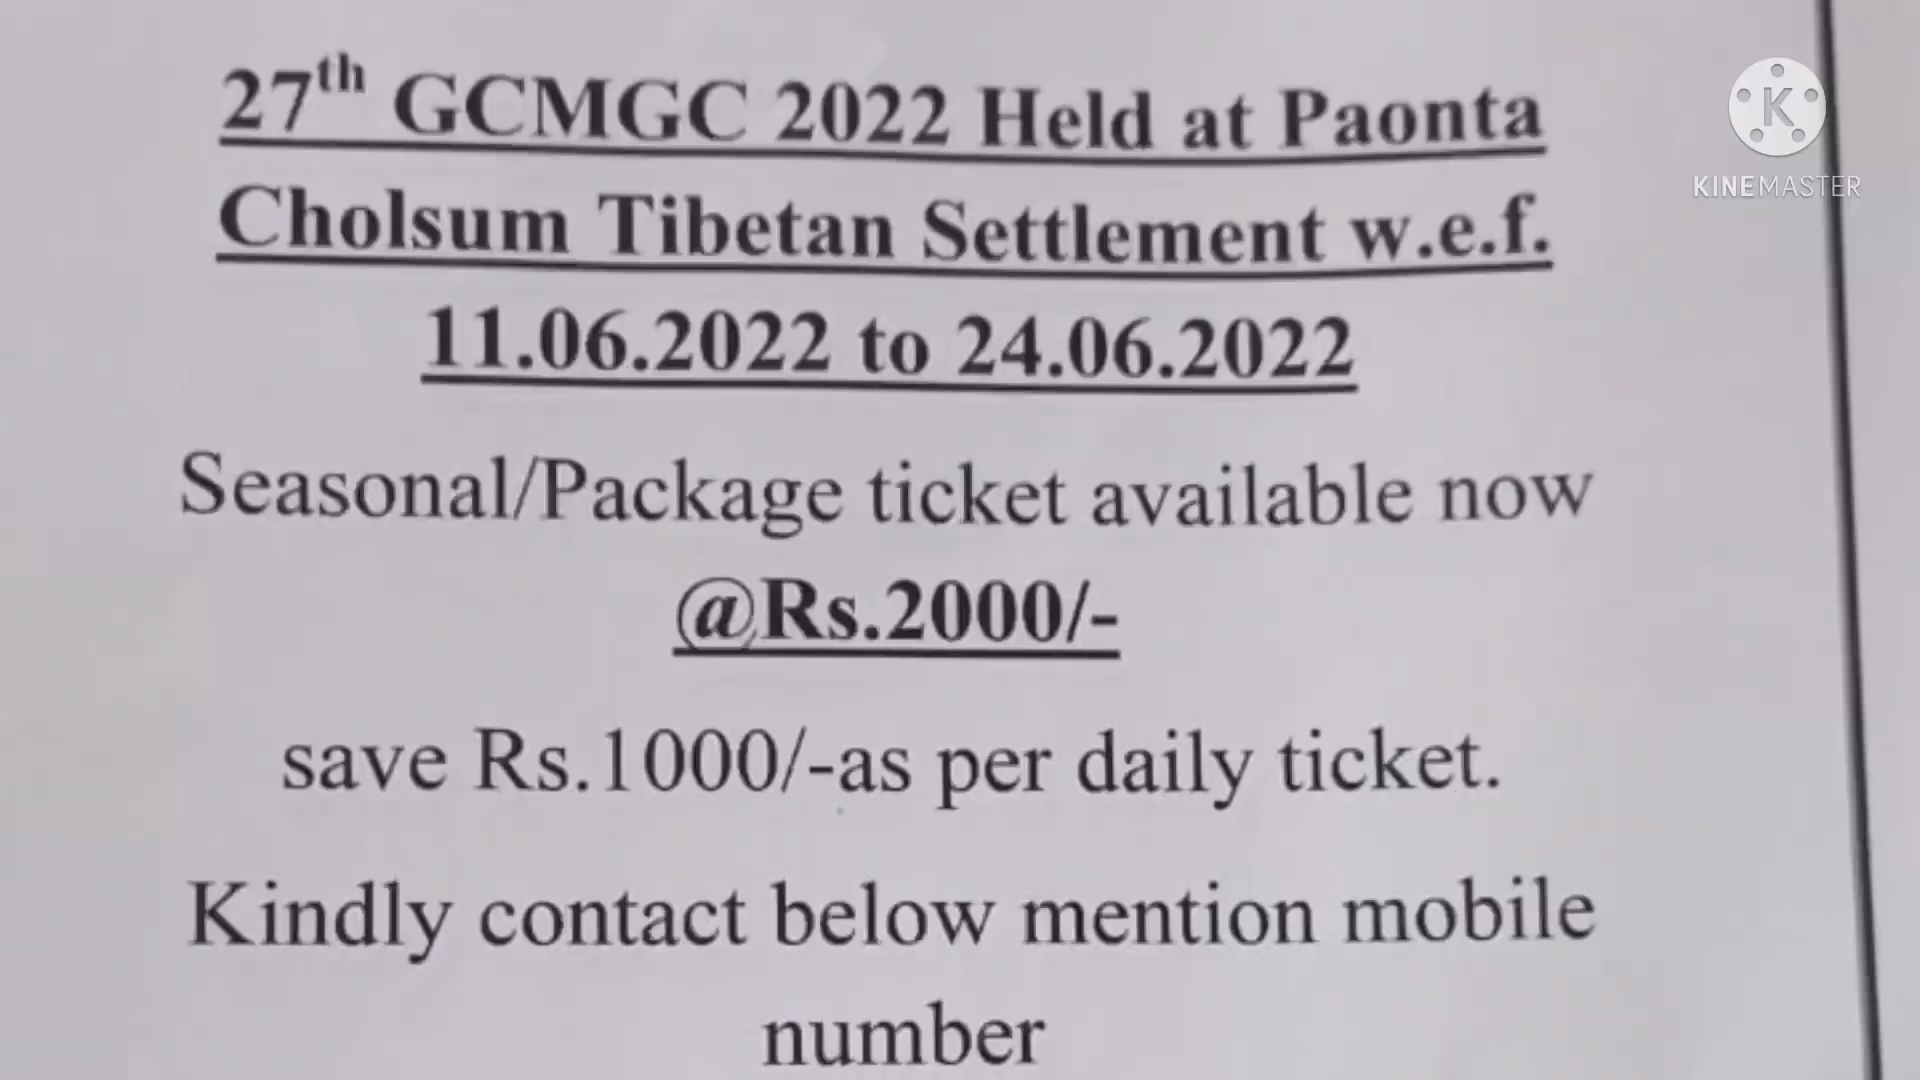 27th GCMGC 2022 Held at Paonta
Cholsum Tibetan Settlement w.e.f.
11.06.2022 to 24.06.2022
Seasonal/Package ticket available now
@Rs.2000/-
save Rs.1000/-as per daily ticket.
Kindly contact below mention mobile
number
K
KINEMASTER